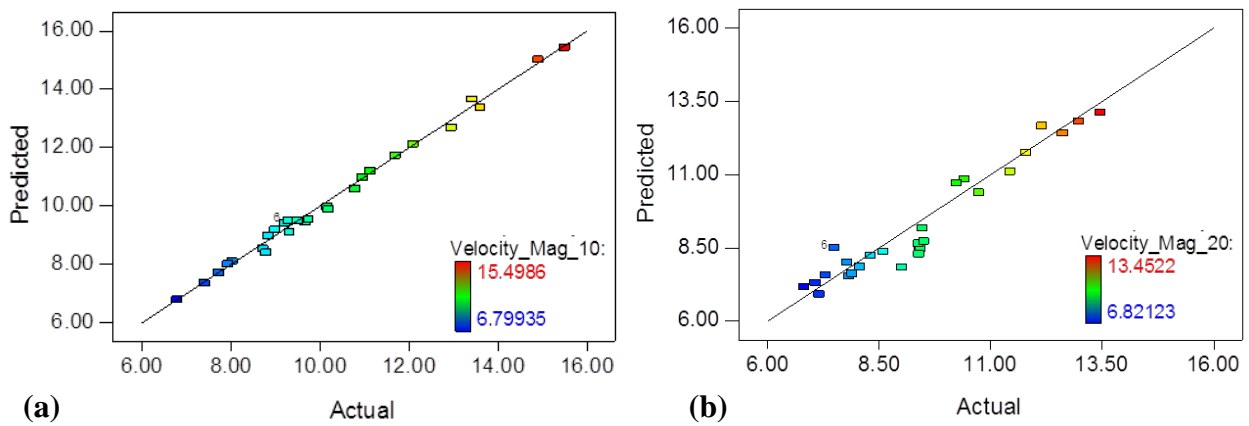 16.00
14.00
12.00
10.00
8.00
6.00
Predicted
6
Velocity_Mag_10:
15.4986
6.79935
6.00 8.00 10.00 12.00 14.00 16.00
(a) Actual
16.00
13.50
11.00
8.50
6.00
Predicted
6
Velocity_Mag_20:
13.4522
6.82123
6.00 8.50 11.00 13.50 16.00
(b) Actual